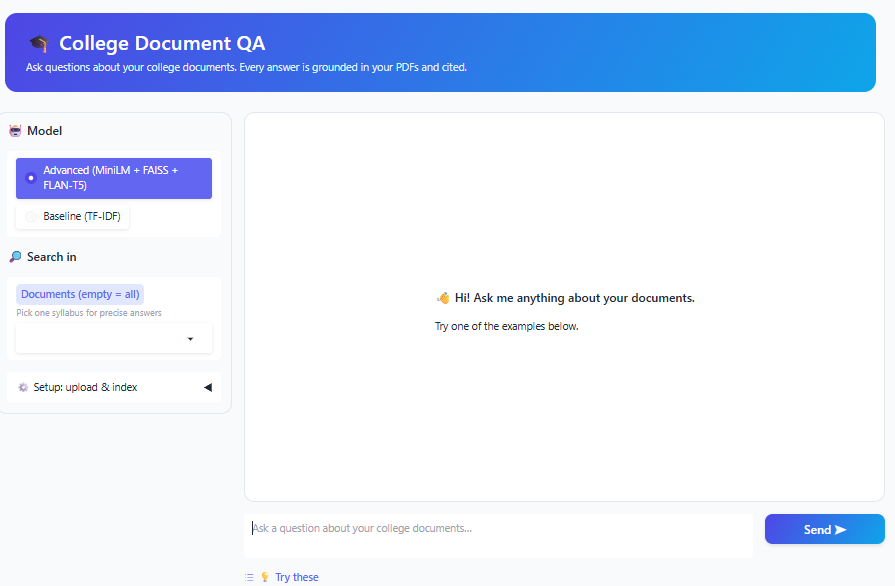 🎓 College Document QA
Ask questions about your college documents. Every answer is grounded in your PDFs and cited.
Model
Advanced (MiniLM + FAISS +
FLAN-T5)
Baseline (TF-IDF)
🔎 Search in
Documents (empty = all)
Pick one syllabus for precise answers
⚙️ Setup: upload & index
👋 Hi! Ask me anything about your documents.
Try one of the examples below.
Ask a question about your college documents...
Send ➤
💡 Try these